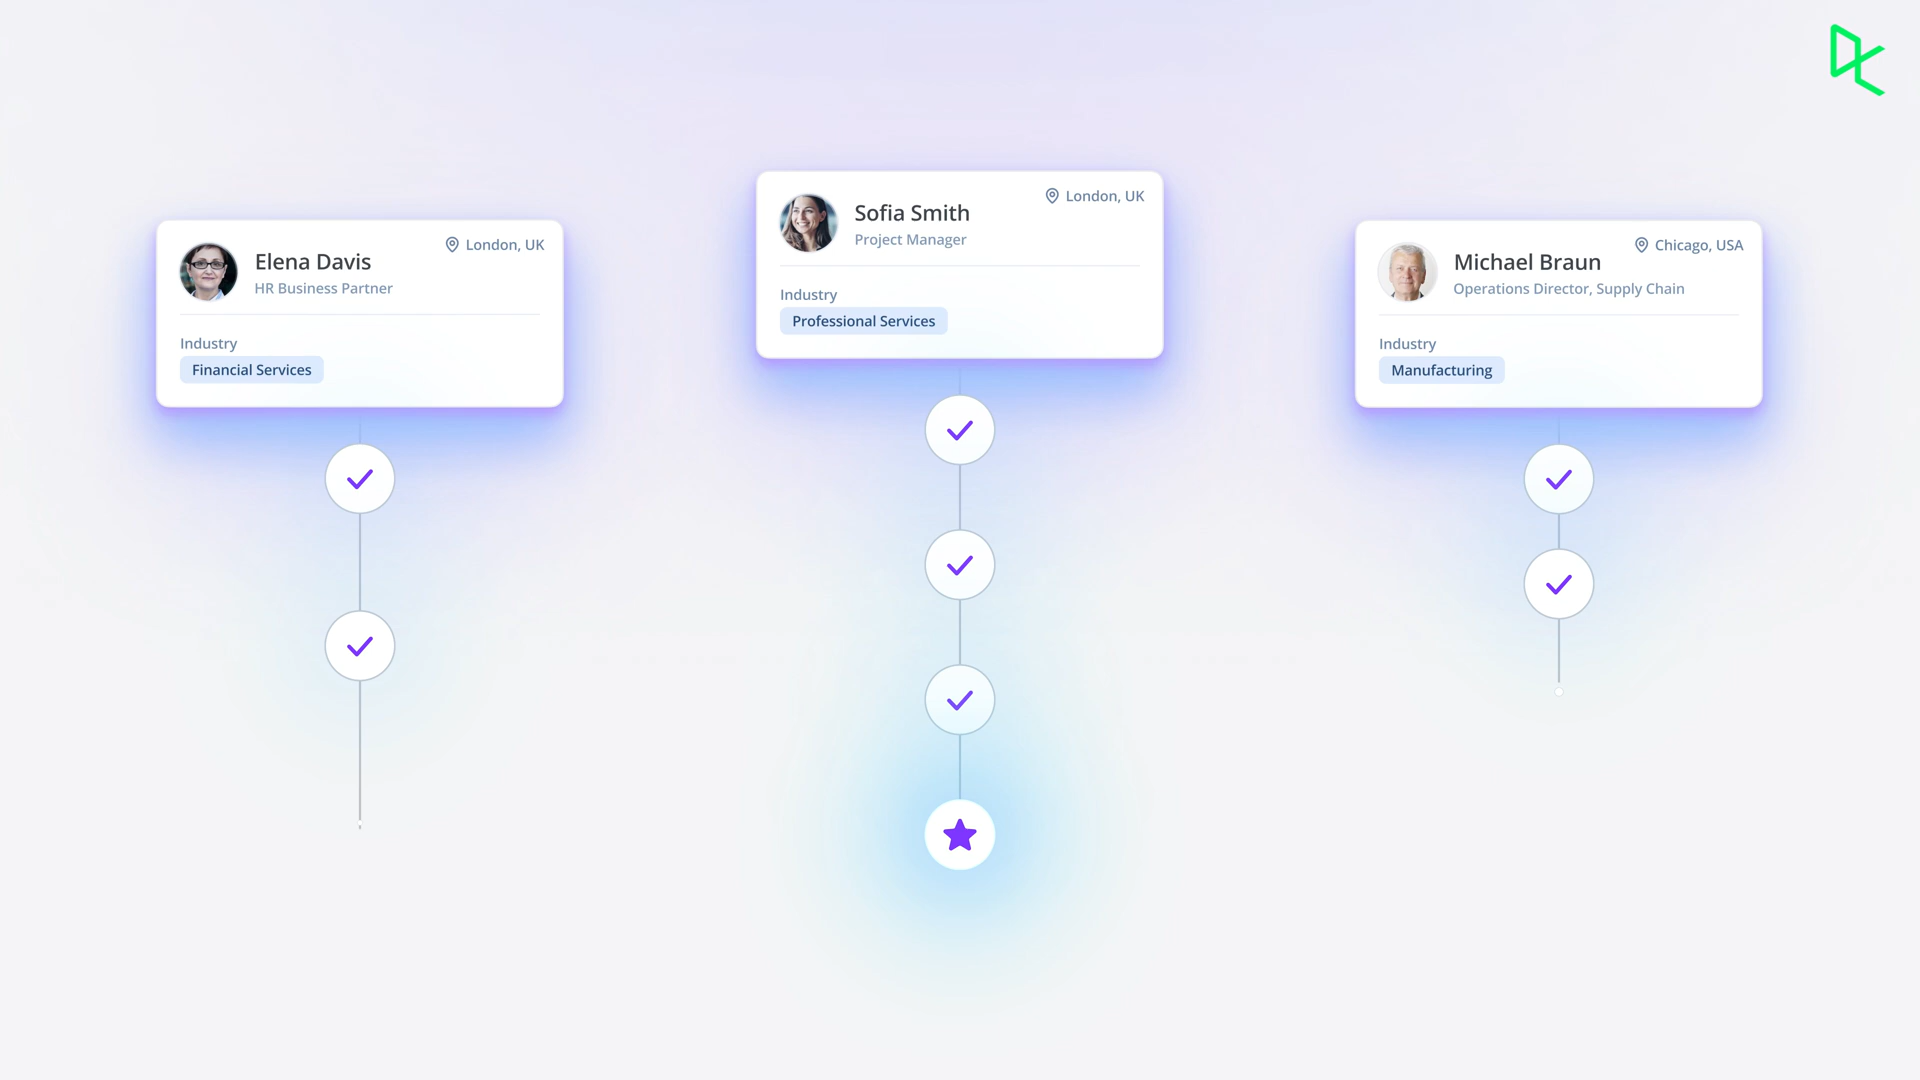 Elena Davis
London, UK
HR Business Partner
Industry
Financial Services
Sofia Smith
London, UK
Project Manager
Industry
Professional Services
Michael Braun
Chicago, USA
Operations Director, Supply Chain
Industry
Manufacturing